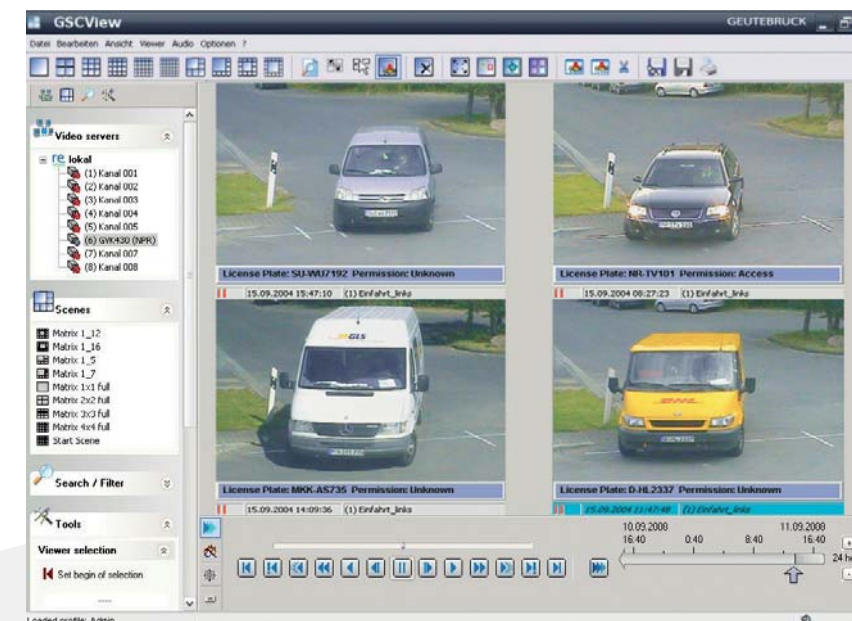 GSCView GEUTEBRUCK
Datei Bearbeiten Ansicht Viewer Audio Optionen ?
Video servers
lokal
(1) Kanal 001
(2) Kanal 002
(3) Kanal 003
(4) Kanal 004
(5) Kanal 005
(6) GVK430 (NPR)
(7) Kanal 007
(8) Kanal 008
Scenes
Matrix 1_12
Matrix 1_16
Matrix 1_5
Matrix 1_7
Matrix 1x1 full
Matrix 2x2 full
Matrix 3x3 full
Matrix 4x4 full
Start Scene
Search / Filter
Tools
Viewer selection
Set begin of selection
License Plate: SU-WU7192 Permission: Unknown
15.09.2004 15:47:10 (1) Einfahrt_links
License Plate: NR-TV101 Permission: Access
15.09.2004 08:27:23 (1) Einfahrt_links
GLS
License Plate: MKK-AS735 Permission: Unknown
15.09.2004 14:09:36 (1) Einfahrt_links
DHL
License Plate: D-HL2337 Permission: Unknown
15.09.2004 11:47:48 (1) Einfahrt_links
10.09.2008 11.09.2008
16:40 0:40 8:40 16:40
24
Loaded profile: Admin